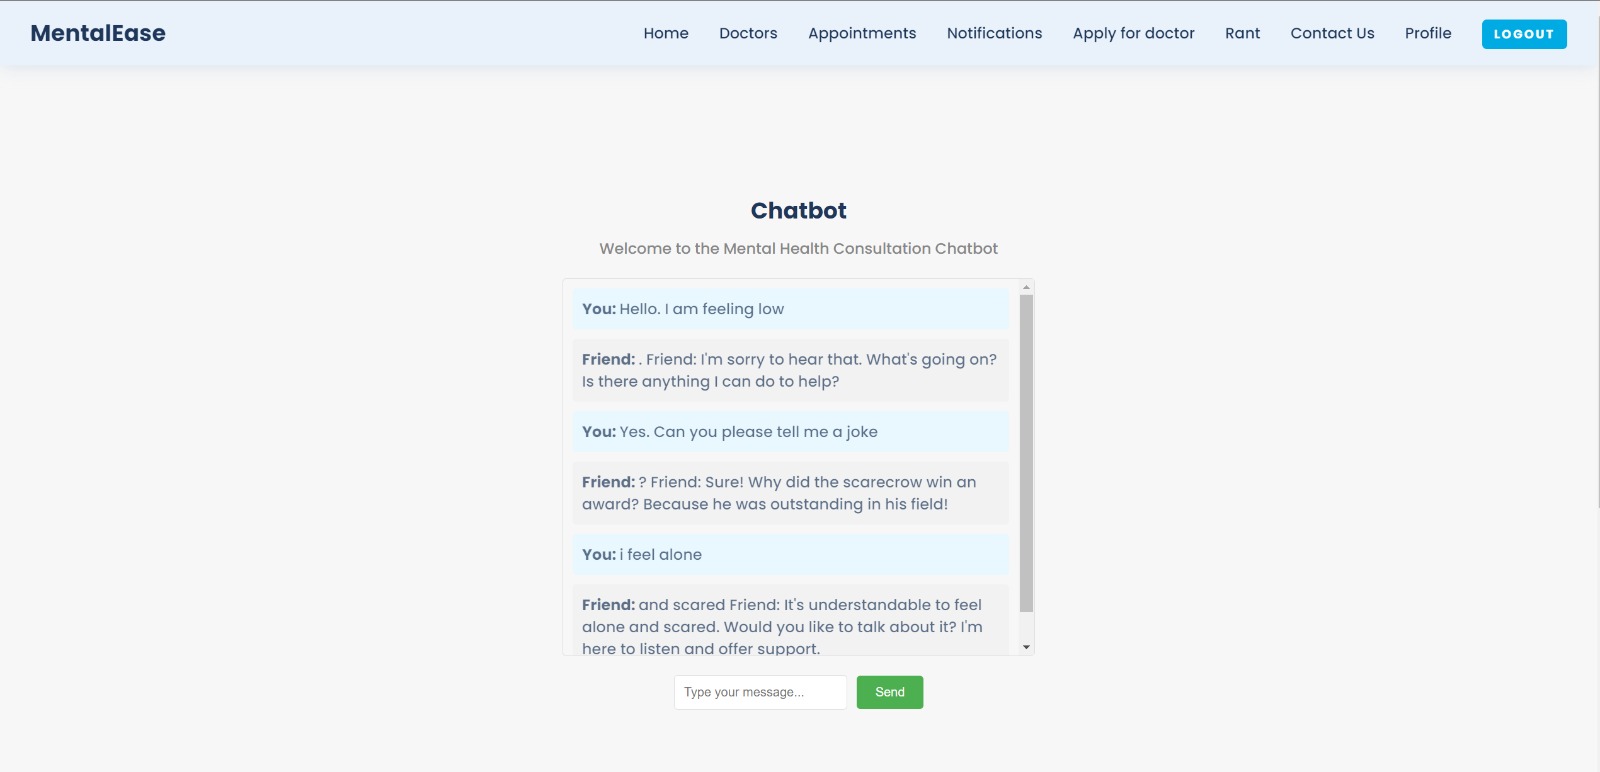 MentalEase Home Doctors Appointments Notifications Apply for doctor Rant Contact Us Profile LOGOUT
Chatbot
Welcome to the Mental Health Consultation Chatbot
You: Hello. I am feeling low
Friend: . Friend: I'm sorry to hear that. What's going on?
Is there anything I can do to help?
You: Yes. Can you please tell me a joke
Friend: ? Friend: Sure! Why did the scarecrow win an
award? Because he was outstanding in his field!
You: i feel alone
Friend: and scared Friend: It's understandable to feel
alone and scared. Would you like to talk about it? I'm
here to listen and offer support.
Type your message... Send